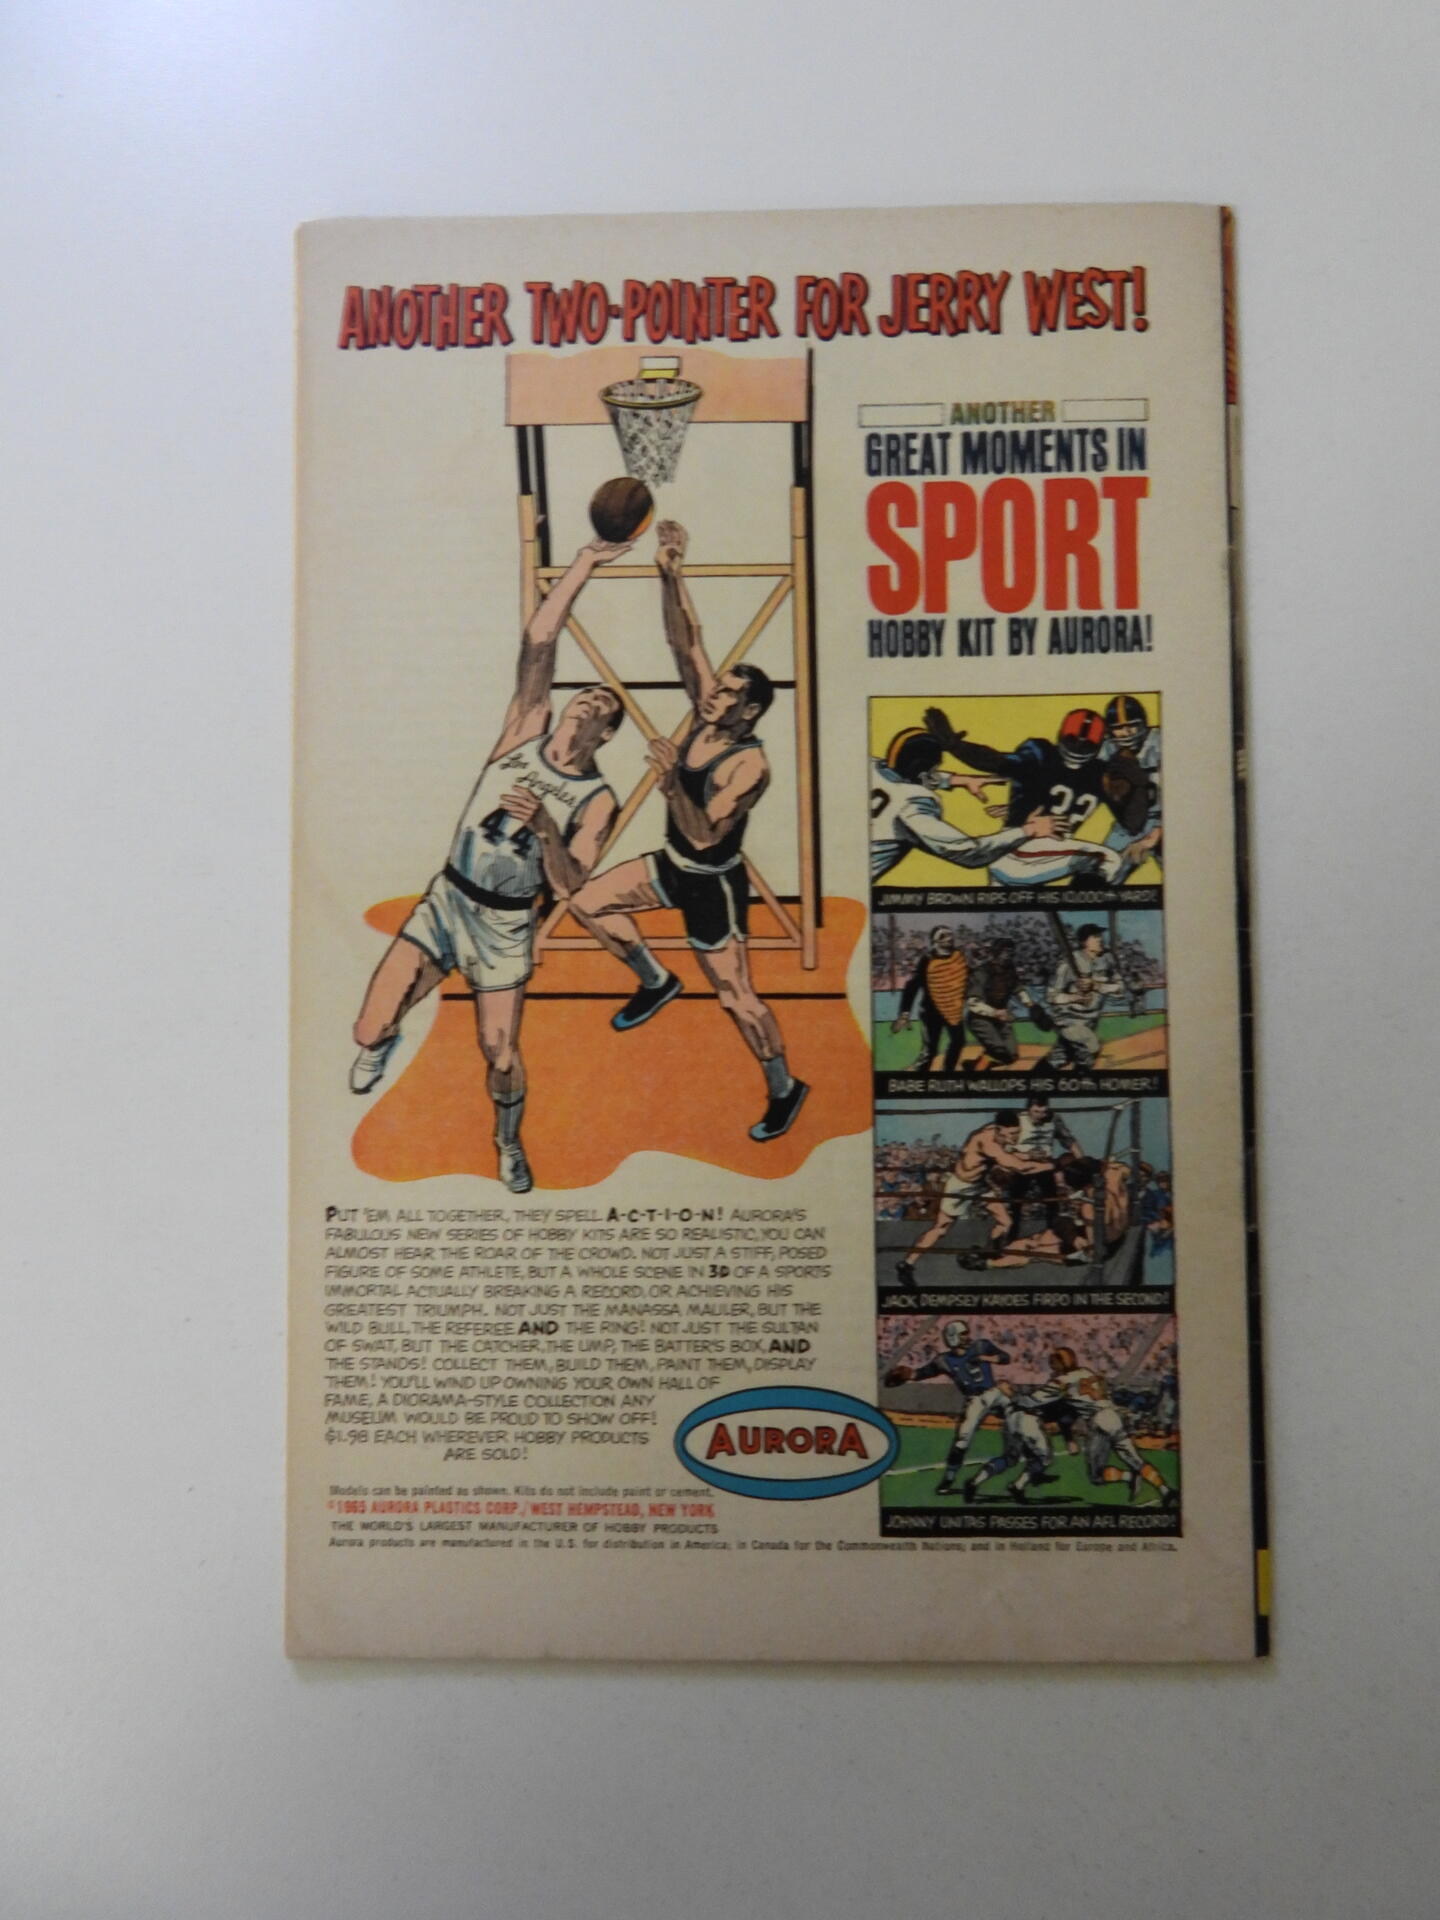 ANOTHER TWO-POINTER FOR JERRY WEST!
ANOTHER
GREAT MOMENTS IN
SPORT
HOBBY KIT BY AURORA!
Los
Angeles
44
32
JIMMY BROWN RIPS OFF HIS 10,000th YARD!
BABE RUTH WALLOPS HIS 60th HOMER!
JACK DEMPSEY KAYOES FIRPO IN THE SECOND!
JOHNNY UNITAS PASSES FOR AN AFL RECORD!
PUT 'EM ALL TOGETHER, THEY SPELL A-C-T-I-O-N! AURORA'S
FABULOUS NEW SERIES OF HOBBY KITS ARE SO REALISTIC, YOU CAN
ALMOST HEAR THE ROAR OF THE CROWD. NOT JUST A STIFF, POSED
FIGURE OF SOME ATHLETE, BUT A WHOLE SCENE IN 3D OF A SPORTS
IMMORTAL ACTUALLY BREAKING A RECORD, OR ACHIEVING HIS
GREATEST TRIUMPH. NOT JUST THE MANASSA MAULER, BUT THE
WILD BULL, THE REFEREE AND THE RING! NOT JUST THE SULTAN
OF SWAT, BUT THE CATCHER, THE UMP, THE BATTER'S BOX, AND
THE STANDS! COLLECT THEM, BUILD THEM, PAINT THEM, DISPLAY
THEM! YOU'LL WIND UP OWNING YOUR OWN HALL OF
FAME, A DIORAMA-STYLE COLLECTION ANY
MUSEUM WOULD BE PROUD TO SHOW OFF!
$1.98 EACH WHEREVER HOBBY PRODUCTS
ARE SOLD!
AURORA
Models can be painted as shown. Kits do not include paint or cement.
©1965 AURORA PLASTICS CORP./WEST HEMPSTEAD, NEW YORK
THE WORLD'S LARGEST MANUFACTURER OF HOBBY PRODUCTS
Aurora products are manufactured in the U.S. for distribution in America; in Canada for the Commonwealth Nations; and in Holland for Europe and Africa.